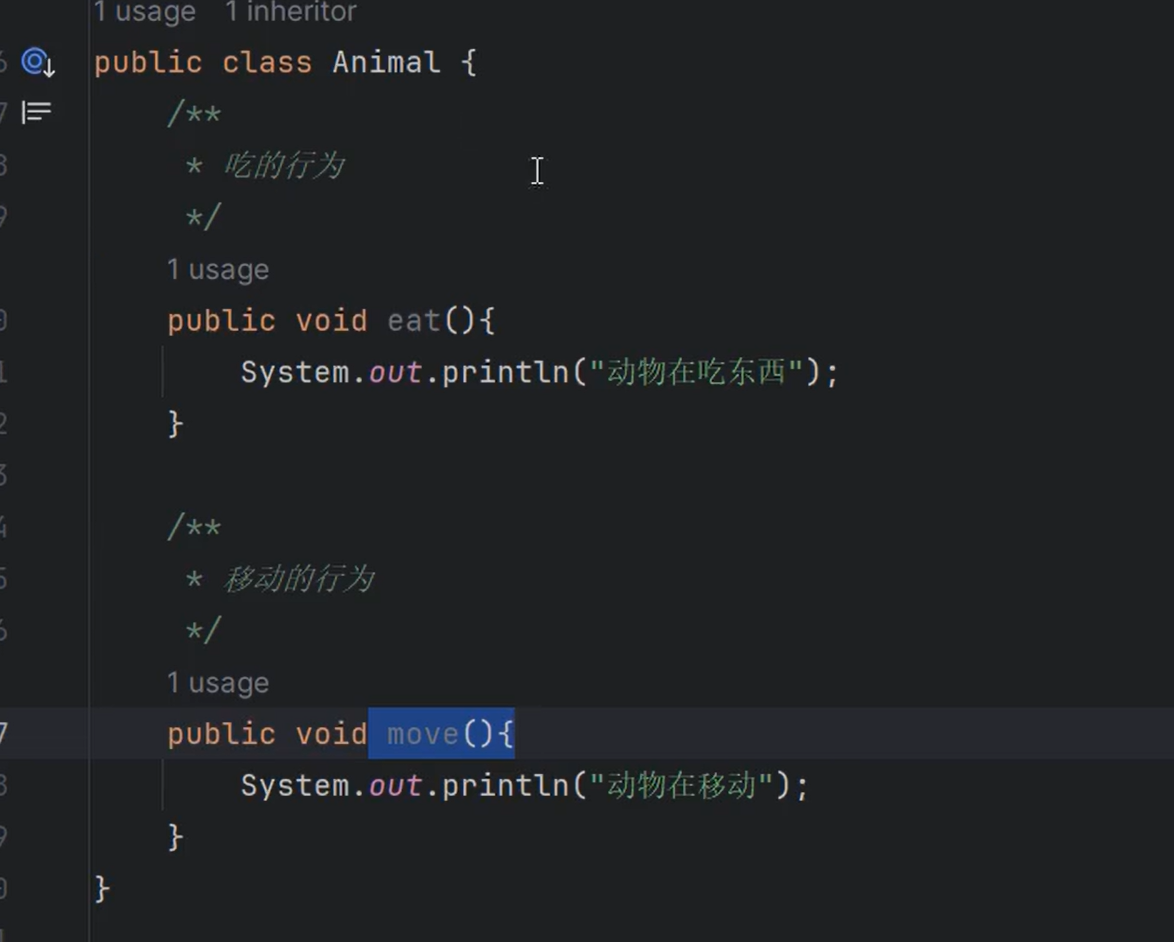 1 usage 1 inheritor
public class Animal {
/**
* 吃的行为
*/
1 usage
public void eat(){
System.out.println("动物在吃东西");
}
/**
* 移动的行为
*/
1 usage
public void move(){
System.out.println("动物在移动");
}
}